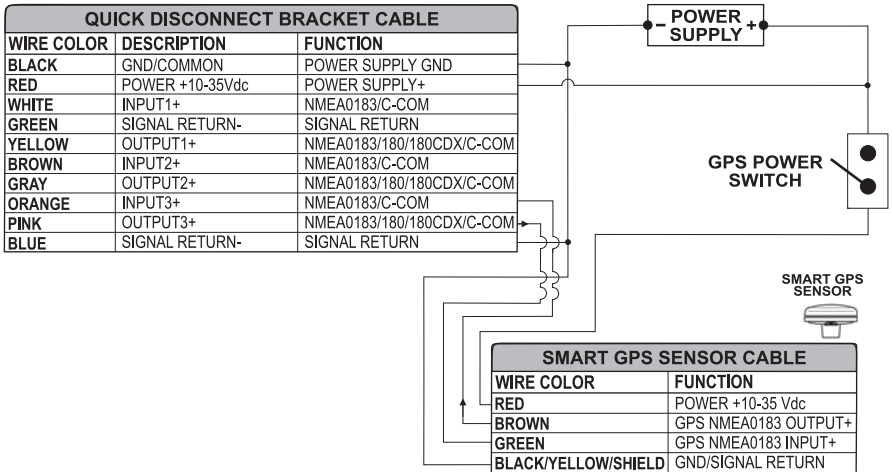 QUICK DISCONNECT BRACKET CABLE
WIRE COLOR DESCRIPTION FUNCTION
BLACK GND/COMMON POWER SUPPLY GND
RED POWER +10-35Vdc POWER SUPPLY+
WHITE INPUT1+ NMEA0183/C-COM
GREEN SIGNAL RETURN- SIGNAL RETURN
YELLOW OUTPUT1+ NMEA0183/180/180CDX/C-COM
BROWN INPUT2+ NMEA0183/C-COM
GRAY OUTPUT2+ NMEA0183/180/180CDX/C-COM
ORANGE INPUT3+ NMEA0183/C-COM
PINK OUTPUT3+ NMEA0183/180/180CDX/C-COM
BLUE SIGNAL RETURN- SIGNAL RETURN
- POWER +
SUPPLY
GPS POWER
SWITCH
SMART GPS
SENSOR
SMART GPS SENSOR CABLE
WIRE COLOR FUNCTION
RED POWER +10-35 Vdc
BROWN GPS NMEA0183 OUTPUT+
GREEN GPS NMEA0183 INPUT+
BLACK/YELLOW/SHIELD GND/SIGNAL RETURN